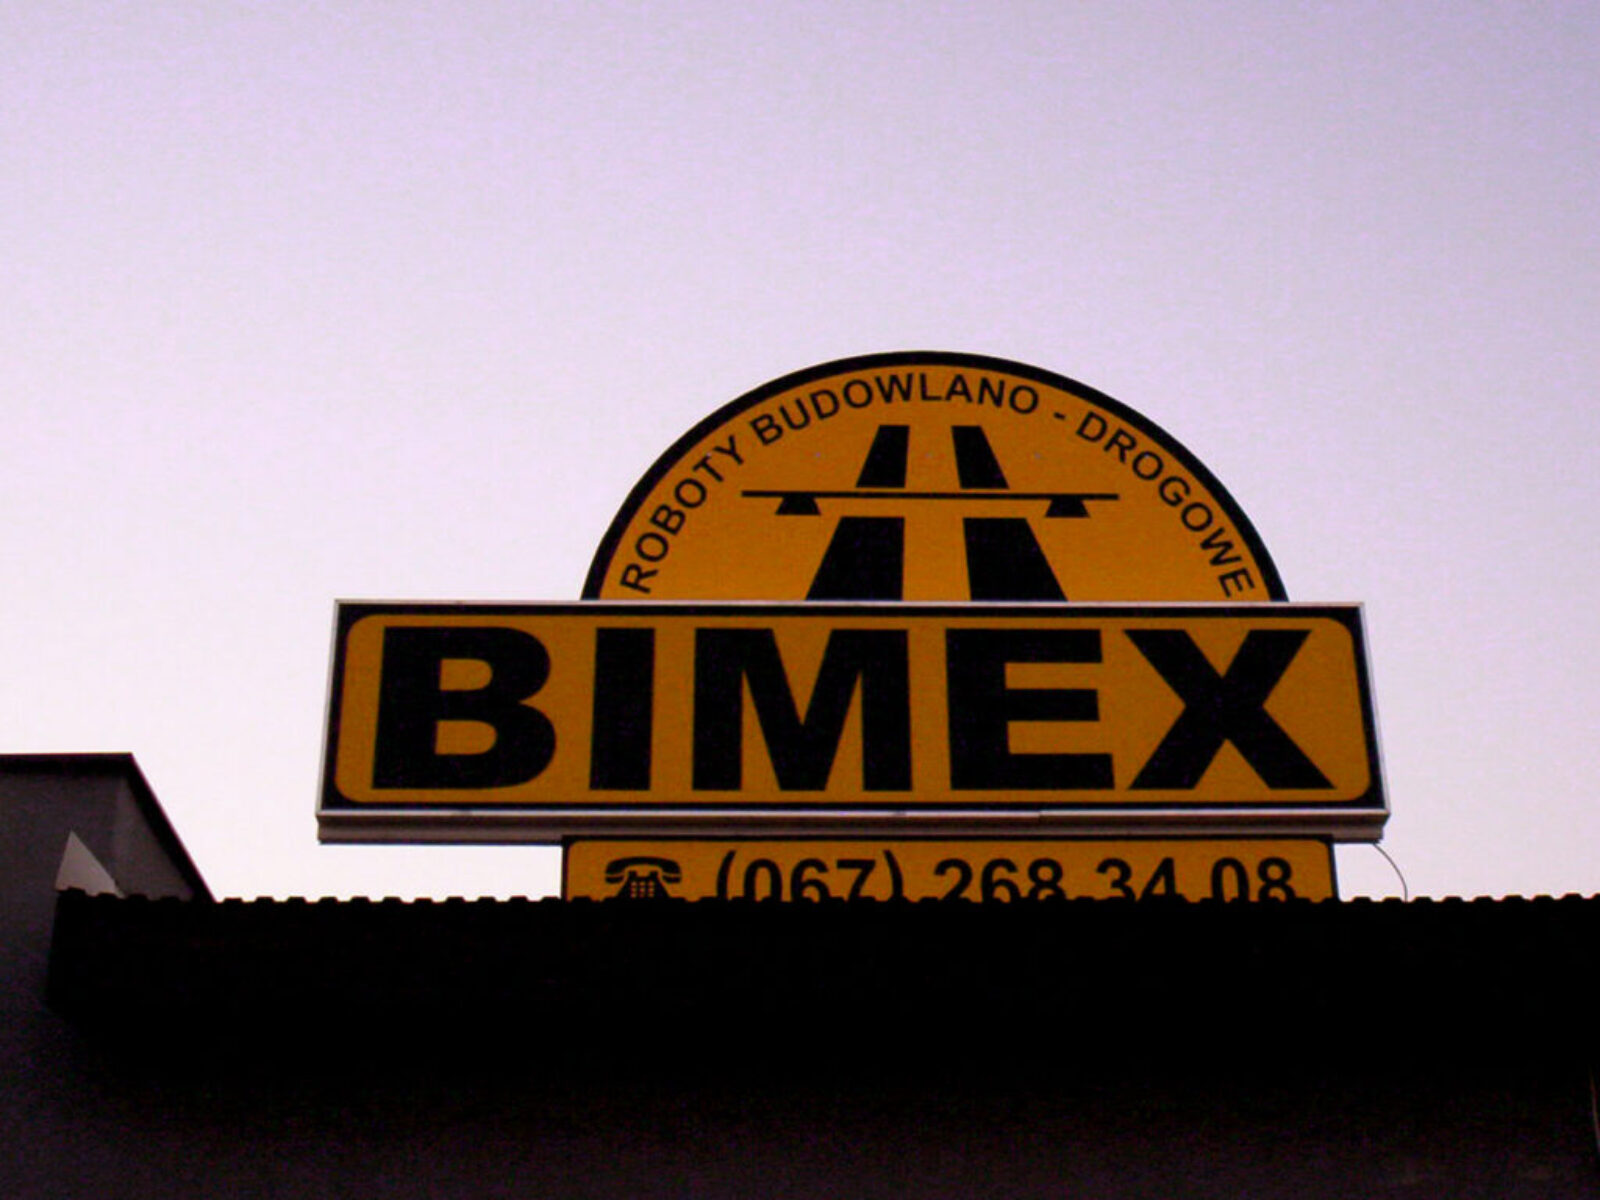 ROBOTY BUDOWLANO - DROGOWE
BIMEX
(067) 268 34 08